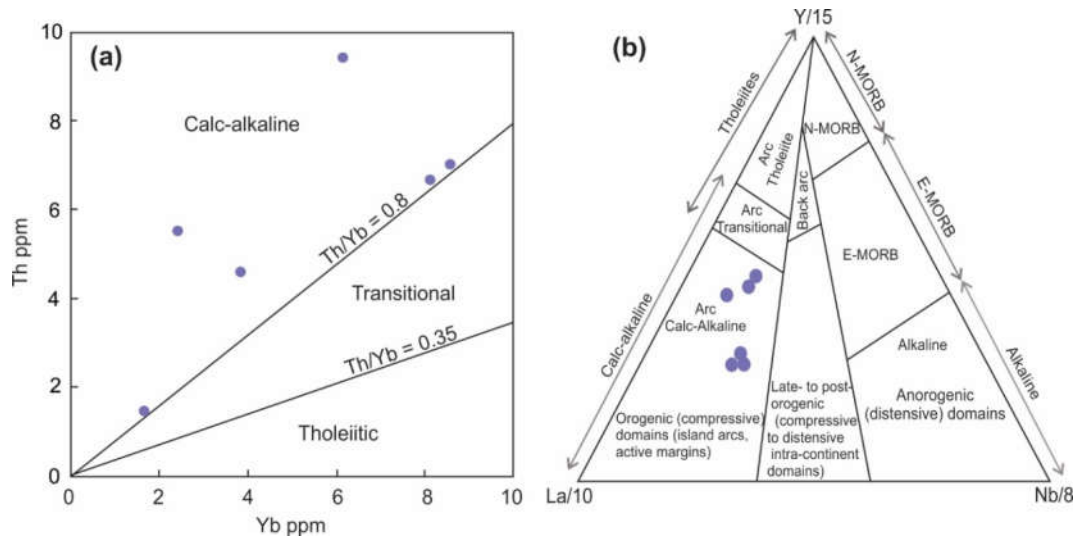 (a)
10
8
6
4
2
0
0
2
4
6
8
10
Th ppm
Yb ppm
Calc-alkaline
Th/Yb = 0.8
Transitional
Th/Yb = 0.35
Tholeiitic
(b)
Y/15
Tholeiites
Calc-alkaline
N-MORB
E-MORB
Alkaline
N-MORB
Arc
Tholeiite
Back arc
Arc
Transitional
E-MORB
Arc
Calc-Alkaline
Alkaline
Orogenic (compressive)
domains (island arcs,
active margins)
Late- to post-
orogenic
(compressive
to distensive
intra-continent
domains)
Anorogenic
(distensive) domains
La/10
Nb/8